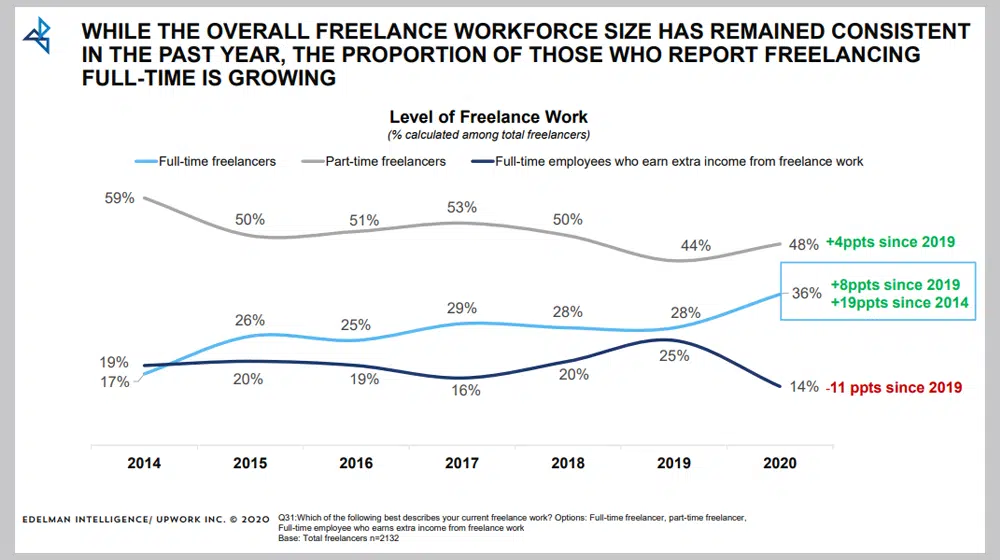 WHILE THE OVERALL FREELANCE WORKFORCE SIZE HAS REMAINED CONSISTENT
IN THE PAST YEAR, THE PROPORTION OF THOSE WHO REPORT FREELANCING
FULL-TIME IS GROWING
Level of Freelance Work
(% calculated among total freelancers)
Full-time freelancers Part-time freelancers Full-time employees who earn extra income from freelance work
59% 50% 51% 53% 50% 44% 48% +4ppts since 2019
17% 26% 25% 29% 28% 28% 36% +8ppts since 2019
+19ppts since 2014
19% 20% 19% 16% 20% 25% 14% -11 ppts since 2019
2014 2015 2016 2017 2018 2019 2020
EDELMAN INTELLIGENCE/ UPWORK INC. © 2020
Q31:Which of the following best describes your current freelance work? Options: Full-time freelancer, part-time freelancer,
Full-time employee who earns extra income from freelance work
Base: Total freelancers n=2132